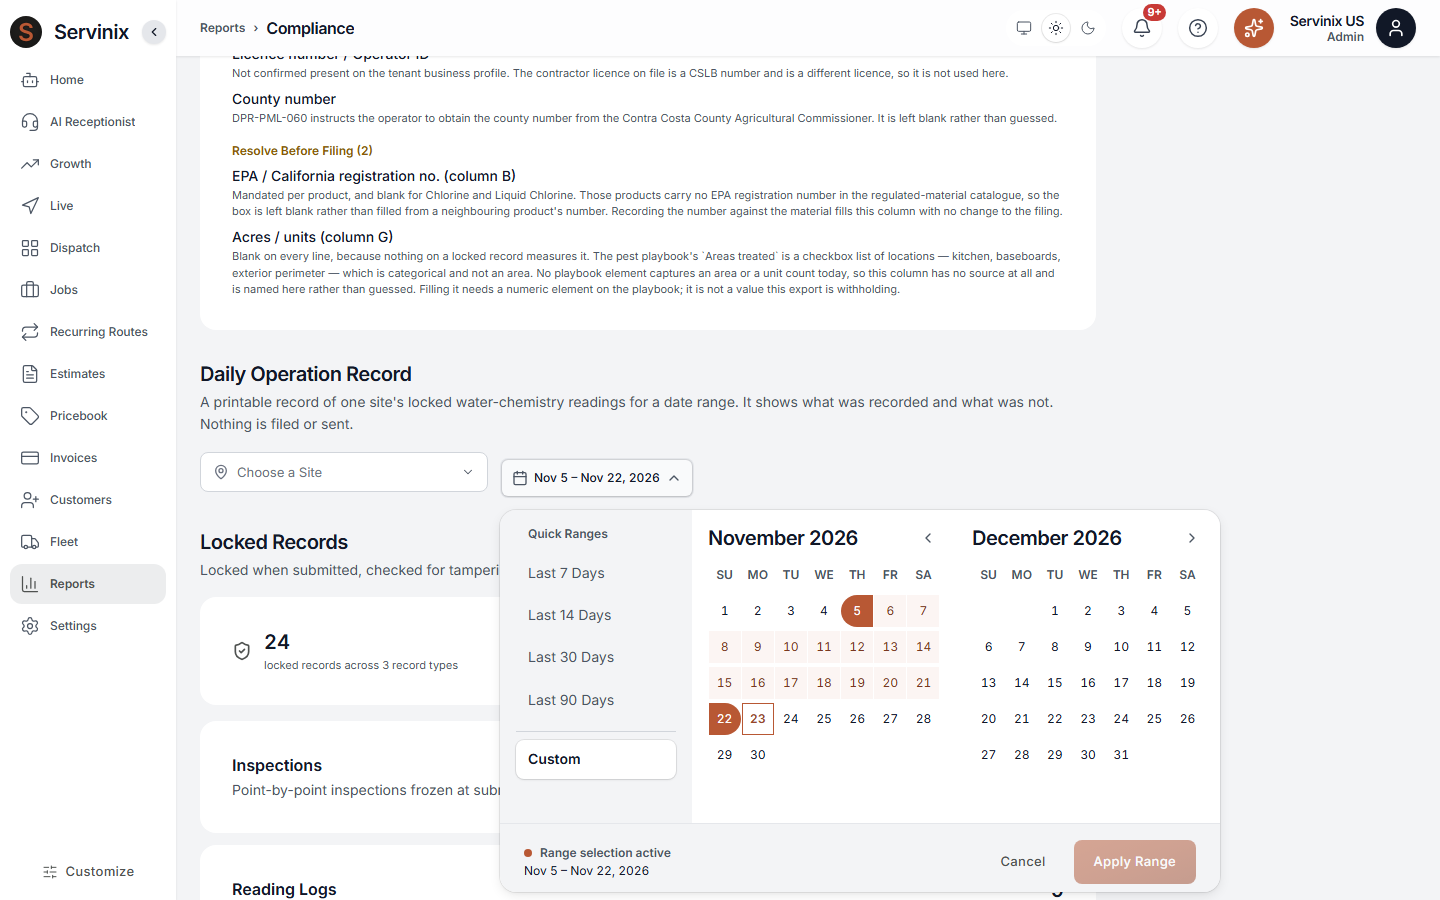 Servinix
Home
AI Receptionist
Growth
Live
Dispatch
Jobs
Recurring Routes
Estimates
Pricebook
Invoices
Customers
Fleet
Reports
Settings
Customize
Reports › Compliance
9+
Servinix US
Admin
Licence number / Operator ID
Not confirmed present on the tenant business profile. The contractor licence on file is a CSLB number and is a different licence, so it is not used here.
County number
DPR-PML-060 instructs the operator to obtain the county number from the Contra Costa County Agricultural Commissioner. It is left blank rather than guessed.
Resolve Before Filing (2)
EPA / California registration no. (column B)
Mandated per product, and blank for Chlorine and Liquid Chlorine. Those products carry no EPA registration number in the regulated-material catalogue, so the
box is left blank rather than filled from a neighbouring product's number. Recording the number against the material fills this column with no change to the filing.
Acres / units (column G)
Blank on every line, because nothing on a locked record measures it. The pest playbook's `Areas treated` is a checkbox list of locations — kitchen, baseboards,
exterior perimeter — which is categorical and not an area. No playbook element captures an area or a unit count today, so this column has no source at all and
is named here rather than guessed. Filling it needs a numeric element on the playbook; it is not a value this export is withholding.
Daily Operation Record
A printable record of one site's locked water-chemistry readings for a date range. It shows what was recorded and what was not.
Nothing is filed or sent.
Choose a Site
Nov 5 – Nov 22, 2026
Locked Records
Locked when submitted, checked for tamperi
24
locked records across 3 record types
Inspections
Point-by-point inspections frozen at sub
Reading Logs
Quick Ranges
Last 7 Days
Last 14 Days
Last 30 Days
Last 90 Days
Custom
November 2026
SU MO TU WE TH FR SA
1 2 3 4 5 6 7
8 9 10 11 12 13 14
15 16 17 18 19 20 21
22 23 24 25 26 27 28
29 30
December 2026
SU MO TU WE TH FR SA
1 2 3 4 5
6 7 8 9 10 11 12
13 14 15 16 17 18 19
20 21 22 23 24 25 26
27 28 29 30 31
Range selection active
Nov 5 – Nov 22, 2026
Cancel
Apply Range